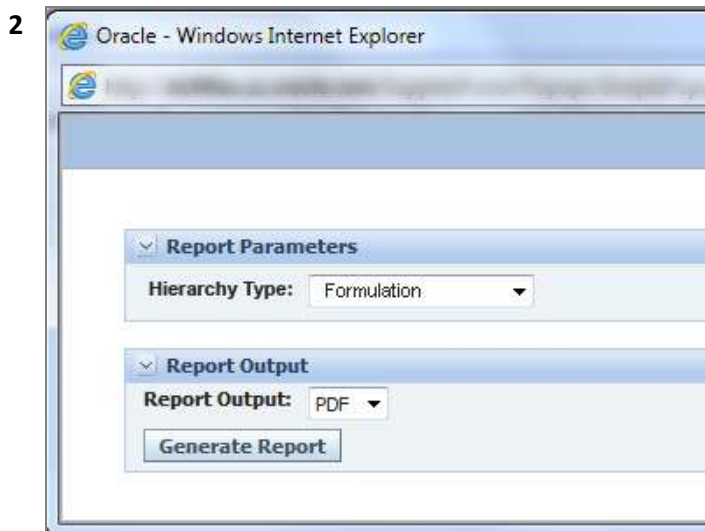 2
Oracle - Windows Internet Explorer
Report Parameters
Hierarchy Type: Formulation
Report Output
Report Output: PDF
Generate Report